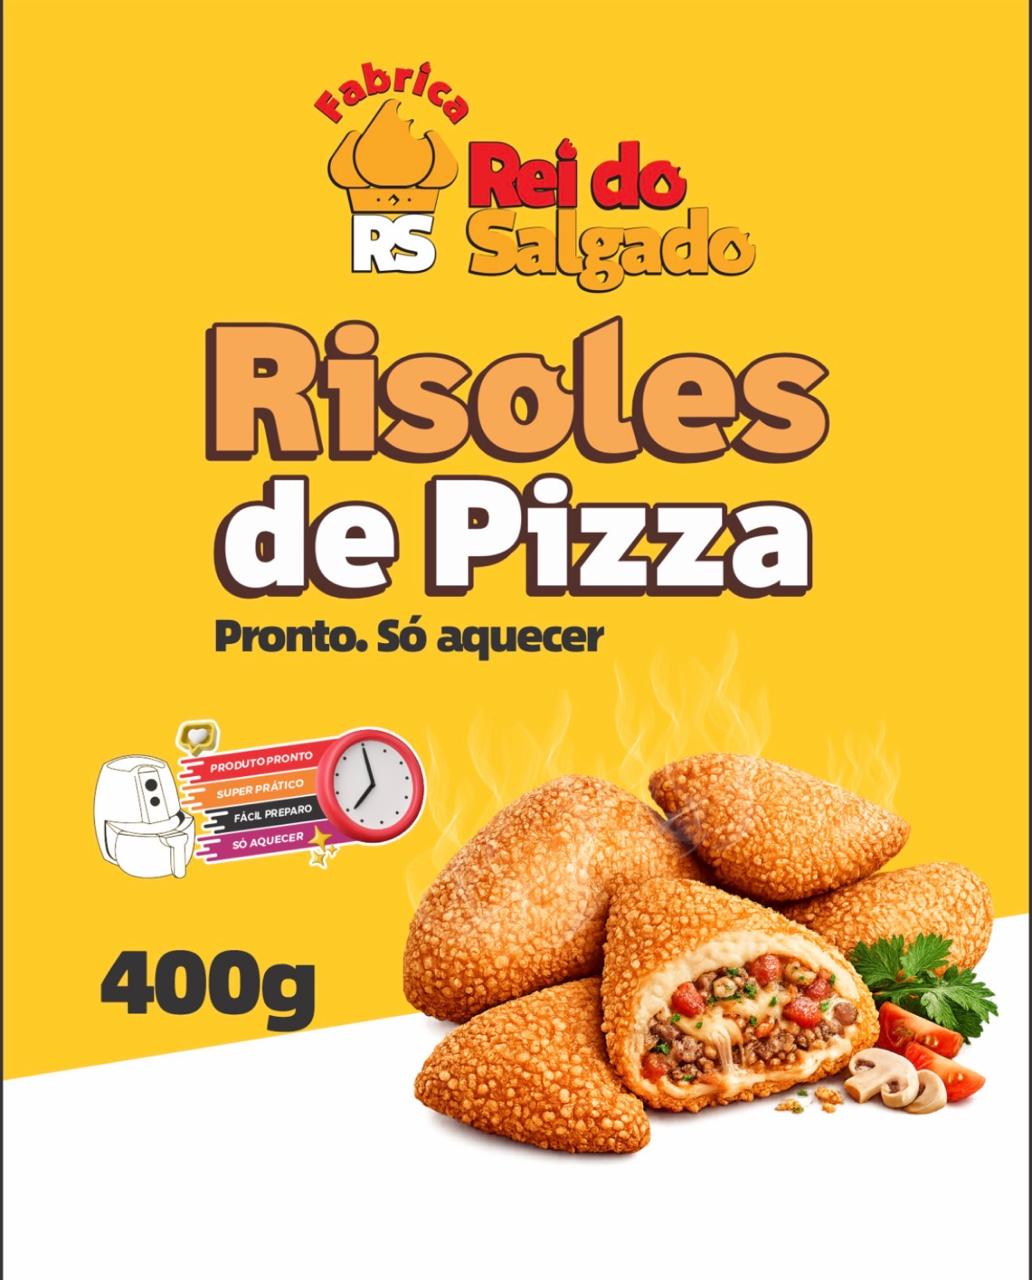 Fabrica
RS
Rei do
Salgado
Risoles
de Pizza
Pronto. Só aquecer
PRODUTO PRONTO
SUPER PRÁTICO
FÁCIL PREPARO
SÓ AQUECER
400g